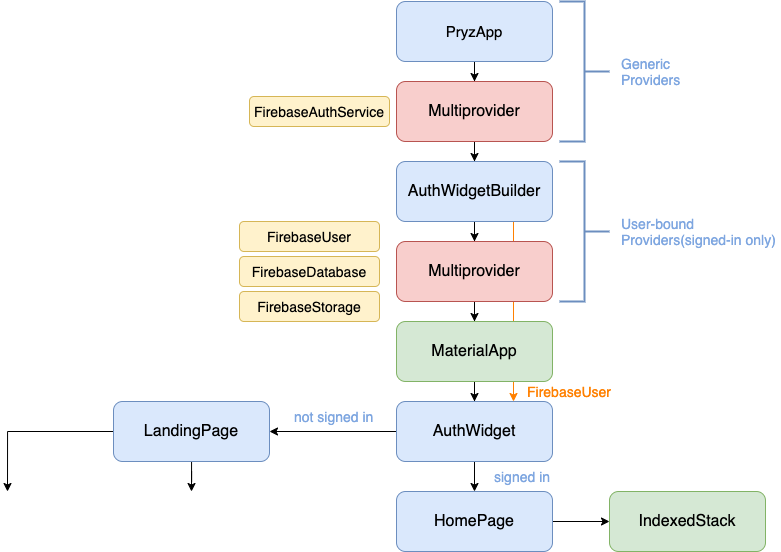 PryzApp
Generic
Providers
FirebaseAuthService
Multiprovider
AuthWidgetBuilder
User-bound
Providers(signed-in only)
FirebaseUser
FirebaseDatabase
Multiprovider
FirebaseStorage
MaterialApp
FirebaseUser
LandingPage
not signed in
AuthWidget
signed in
HomePage
IndexedStack